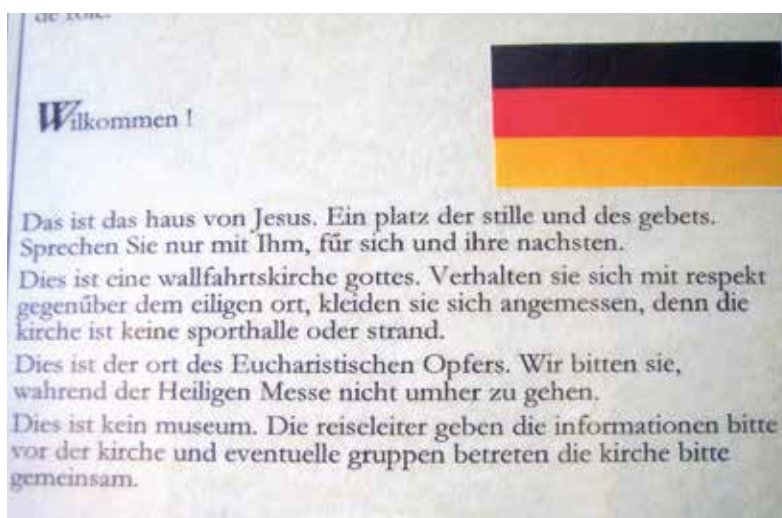 de role.
Wilkommen !
Das ist das haus von Jesus. Ein platz der stille und des gebets.
Sprechen Sie nur mit Ihm, für sich und ihre nachsten.
Dies ist eine wallfahrtskirche gottes. Verhalten sie sich mit respekt
gegenüber dem eiligen ort, kleiden sie sich angemessen, denn die
kirche ist keine sporthalle oder strand.
Dies ist der ort des Eucharistischen Opfers. Wir bitten sie,
wahrend der Heiligen Messe nicht umher zu gehen.
Dies ist kein museum. Die reiseleiter geben die informationen bitte
vor der kirche und eventuelle gruppen betreten die kirche bitte
gemeinsam.